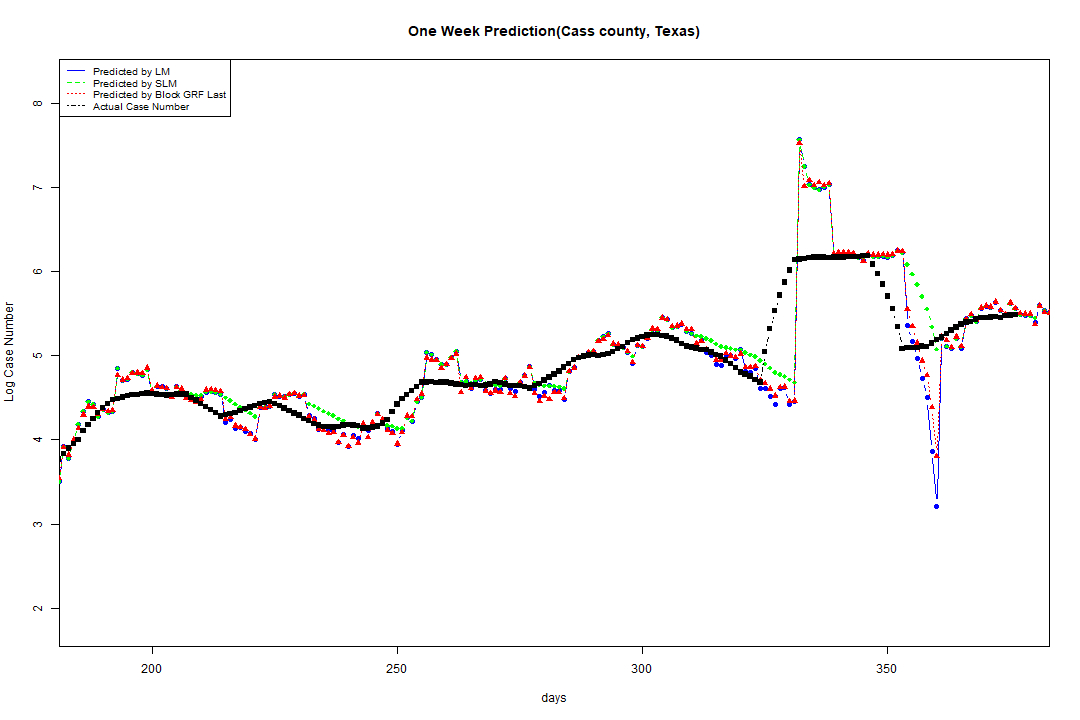 One Week Prediction(Cass county, Texas)
Predicted by LM
Predicted by SLM
Predicted by Block GRF Last
Actual Case Number
8
7
6
5
4
3
2
Log Case Number
200
250
300
350
days